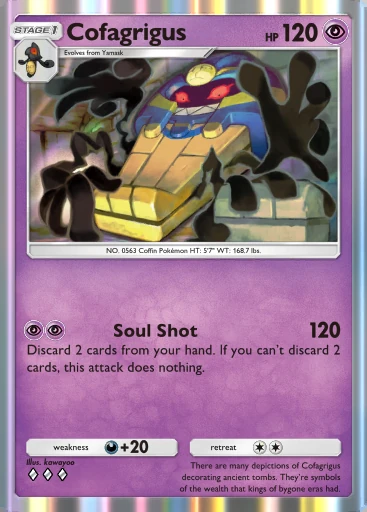 STAGE 1
Cofagrigus
HP 120
Evolves from Yamask
NO. 0563 Coffin Pokémon HT: 5'7" WT: 168.7 lbs.
Soul Shot 120
Discard 2 cards from your hand. If you can't discard 2
cards, this attack does nothing.
weakness +20
retreat
Illus. kawayoo
There are many depictions of Cofagrigus
decorating ancient tombs. They're symbols
of the wealth that kings of bygone eras had.